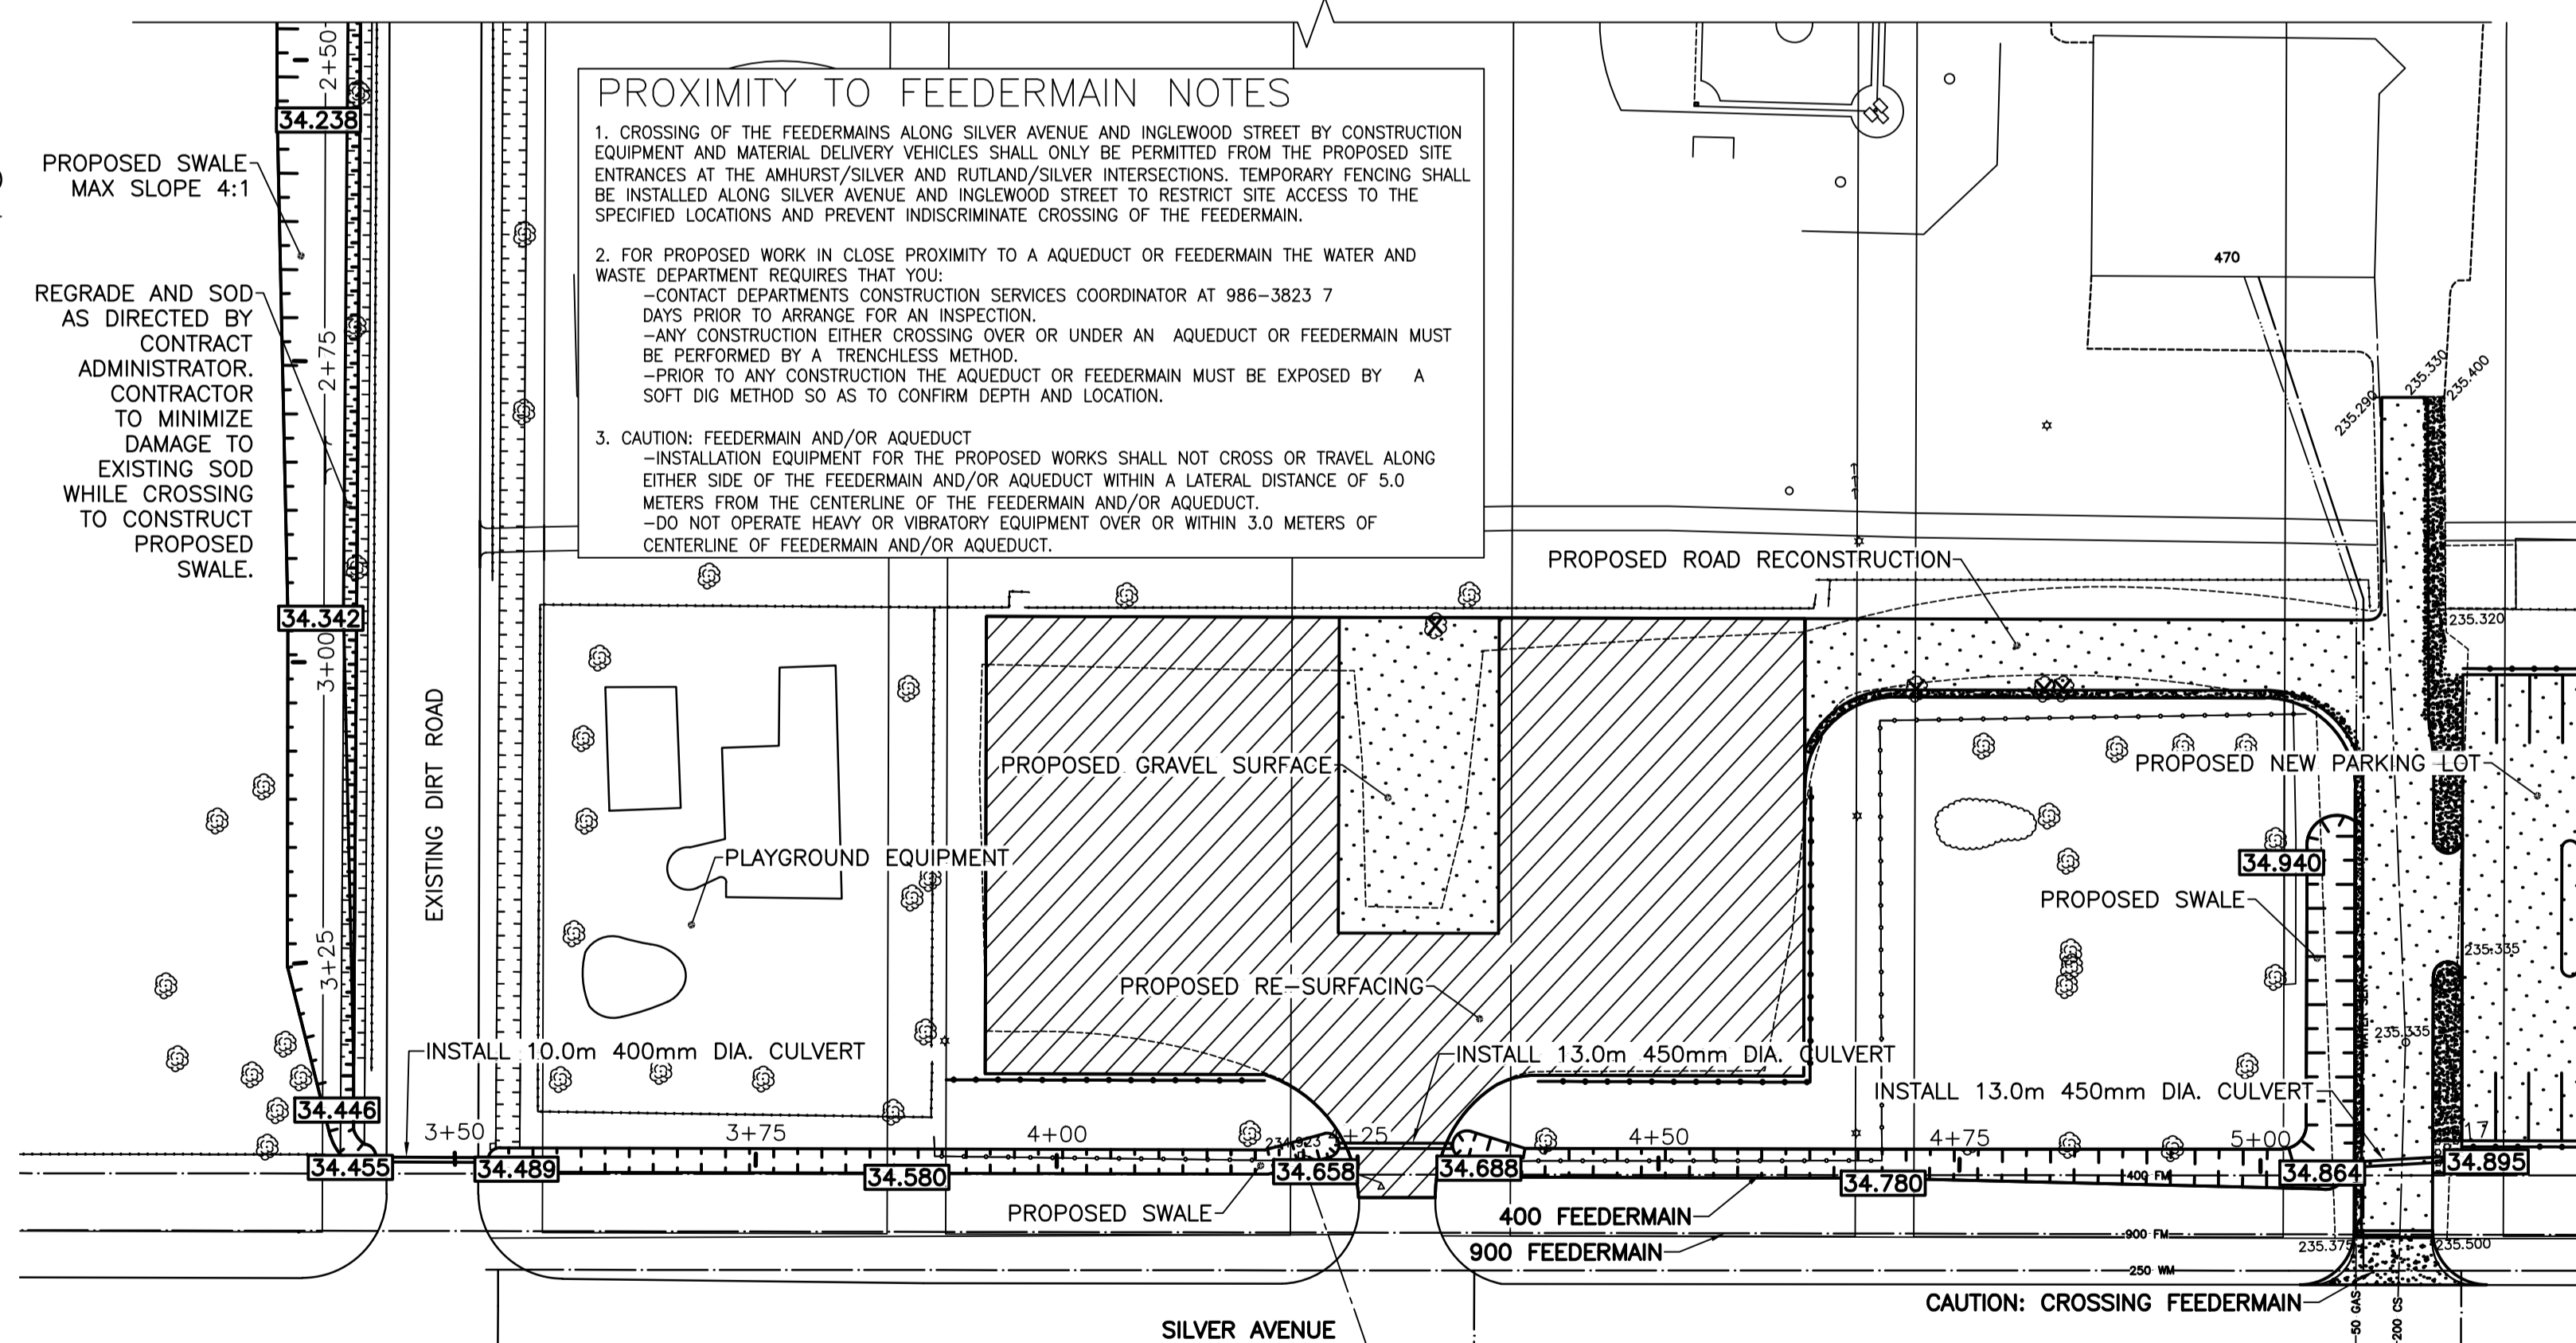 PROXIMITY TO FEEDERMAIN NOTES
1. CROSSING OF THE FEEDERMAINS ALONG SILVER AVENUE AND INGLEWOOD STREET BY CONSTRUCTION
EQUIPMENT AND MATERIAL DELIVERY VEHICLES SHALL ONLY BE PERMITTED FROM THE PROPOSED SITE
ENTRANCES AT THE AMHURST/SILVER AND RUTLAND/SILVER INTERSECTIONS. TEMPORARY FENCING SHALL
BE INSTALLED ALONG SILVER AVENUE AND INGLEWOOD STREET TO RESTRICT SITE ACCESS TO THE
SPECIFIED LOCATIONS AND PREVENT INDISCRIMINATE CROSSING OF THE FEEDERMAIN.
2. FOR PROPOSED WORK IN CLOSE PROXIMITY TO A AQUEDUCT OR FEEDERMAIN THE WATER AND
WASTE DEPARTMENT REQUIRES THAT YOU:
-CONTACT DEPARTMENTS CONSTRUCTION SERVICES COORDINATOR AT 986-3823 7
DAYS PRIOR TO ARRANGE FOR AN INSPECTION.
-ANY CONSTRUCTION EITHER CROSSING OVER OR UNDER AN AQUEDUCT OR FEEDERMAIN MUST
BE PERFORMED BY A TRENCHLESS METHOD.
-PRIOR TO ANY CONSTRUCTION THE AQUEDUCT OR FEEDERMAIN MUST BE EXPOSED BY A
SOFT DIG METHOD SO AS TO CONFIRM DEPTH AND LOCATION.
3. CAUTION: FEEDERMAIN AND/OR AQUEDUCT
-INSTALLATION EQUIPMENT FOR THE PROPOSED WORKS SHALL NOT CROSS OR TRAVEL ALONG
EITHER SIDE OF THE FEEDERMAIN AND/OR AQUEDUCT WITHIN A LATERAL DISTANCE OF 5.0
METERS FROM THE CENTERLINE OF THE FEEDERMAIN AND/OR AQUEDUCT.
-DO NOT OPERATE HEAVY OR VIBRATORY EQUIPMENT OVER OR WITHIN 3.0 METERS OF
CENTERLINE OF FEEDERMAIN AND/OR AQUEDUCT.
2+50
34.238
PROPOSED SWALE
MAX SLOPE 4:1
REGRADE AND SOD
AS DIRECTED BY
CONTRACT
ADMINISTRATOR.
CONTRACTOR
TO MINIMIZE
DAMAGE TO
EXISTING SOD
WHILE CROSSING
TO CONSTRUCT
PROPOSED
SWALE.
2+75
34.342
3+00
3+25
EXISTING DIRT ROAD
470
235.290
235.330
235.400
PROPOSED ROAD RECONSTRUCTION
235.320
PROPOSED GRAVEL SURFACE
PROPOSED NEW PARKING LOT
PLAYGROUND EQUIPMENT
34.940
PROPOSED SWALE
235.335
PROPOSED RE-SURFACING
235.335
INSTALL 10.0m 400mm DIA. CULVERT
INSTALL 13.0m 450mm DIA. CULVERT
INSTALL 13.0m 450mm DIA. CULVERT
34.446
3+50
3+75
4+00
234.923
+25
4+50
4+75
5+00
17
34.455
34.489
34.580
34.658
34.688
34.780
34.864
34.895
400 FM
PROPOSED SWALE
400 FEEDERMAIN
900 FM
900 FEEDERMAIN
235.375
235.500
250 WM
CAUTION: CROSSING FEEDERMAIN
50 GAS
200 CS
SILVER AVENUE